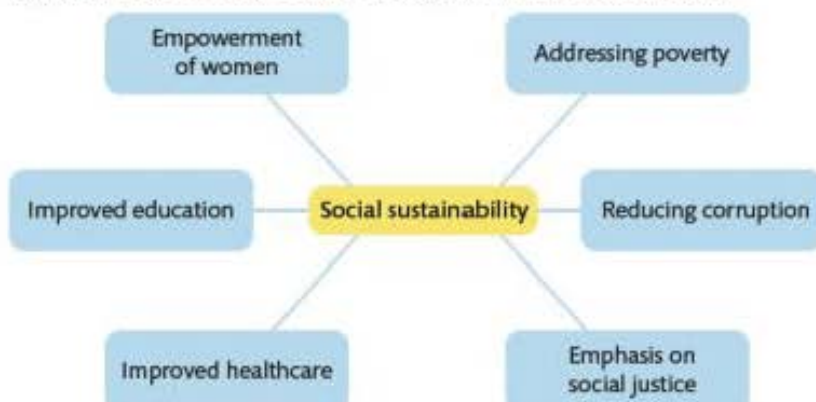 Empowerment
of women
Addressing poverty
Improved education
Social sustainability
Reducing corruption
Improved healthcare
Emphasis on
social justice